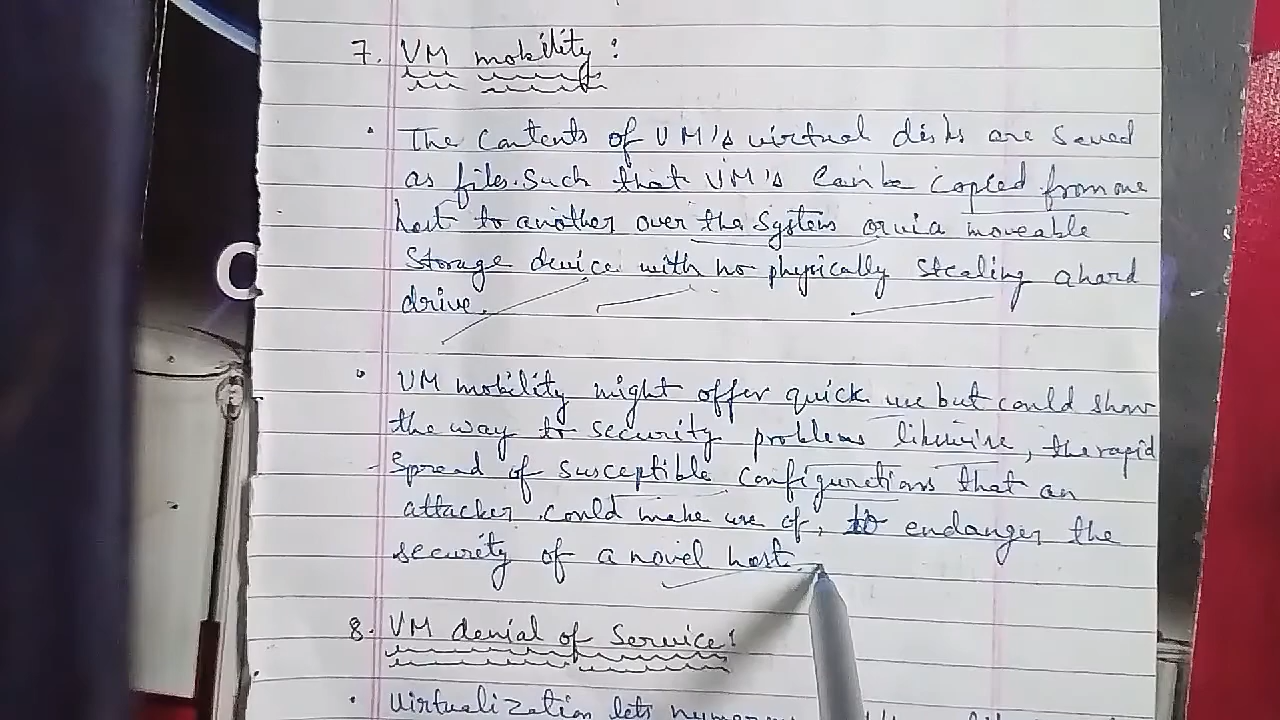 7. VM mobility :
• The contents of VM's virtual disks are saved
as files. Such that VM's can be copied from one
host to another over the system or via moveable
storage device with no physically stealing a hard
drive.
• VM mobility might offer quick use but could show
the way to security problems likewise, the rapid
spread of susceptible configurations that an
attacker could make use of, to endanger the
security of a novel host.
8. VM denial of Service:
• Virtualization lets
C